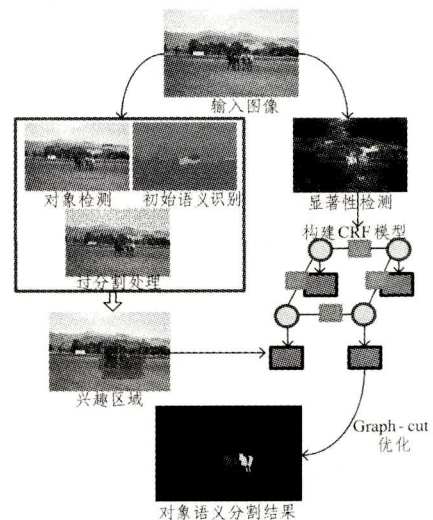 输入图像
对象检测 初始语义识别
显著性检测
过分割处理
构建CRF模型
兴趣区域
Graph-cut
优化
对象语义分割结果